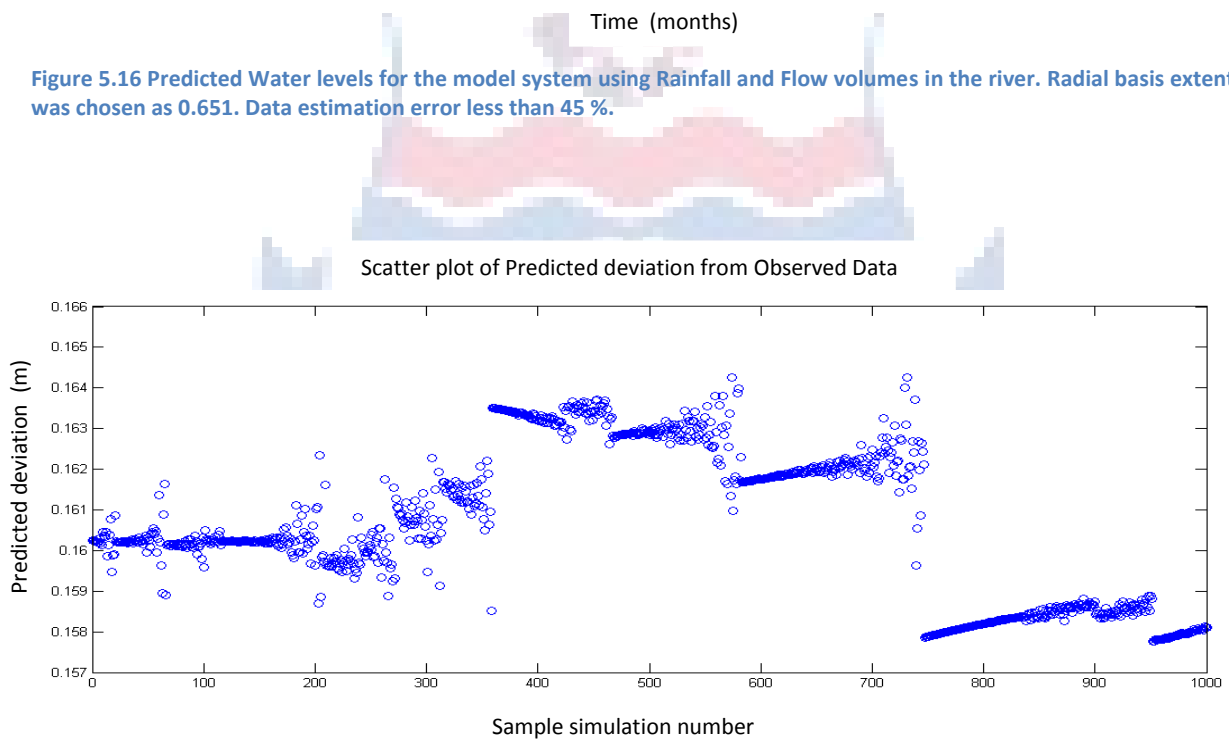 Time (months)
Figure 5.16 Predicted Water levels for the model system using Rainfall and Flow volumes in the river. Radial basis extent
was chosen as 0.651. Data estimation error less than 45 %.
Scatter plot of Predicted deviation from Observed Data
Predicted deviation (m)
0.166
0.165
0.164
0.163
0.162
0.161
0.16
0.159
0.158
0.157
0 100 200 300 400 500 600 700 800 900 1000
Sample simulation number